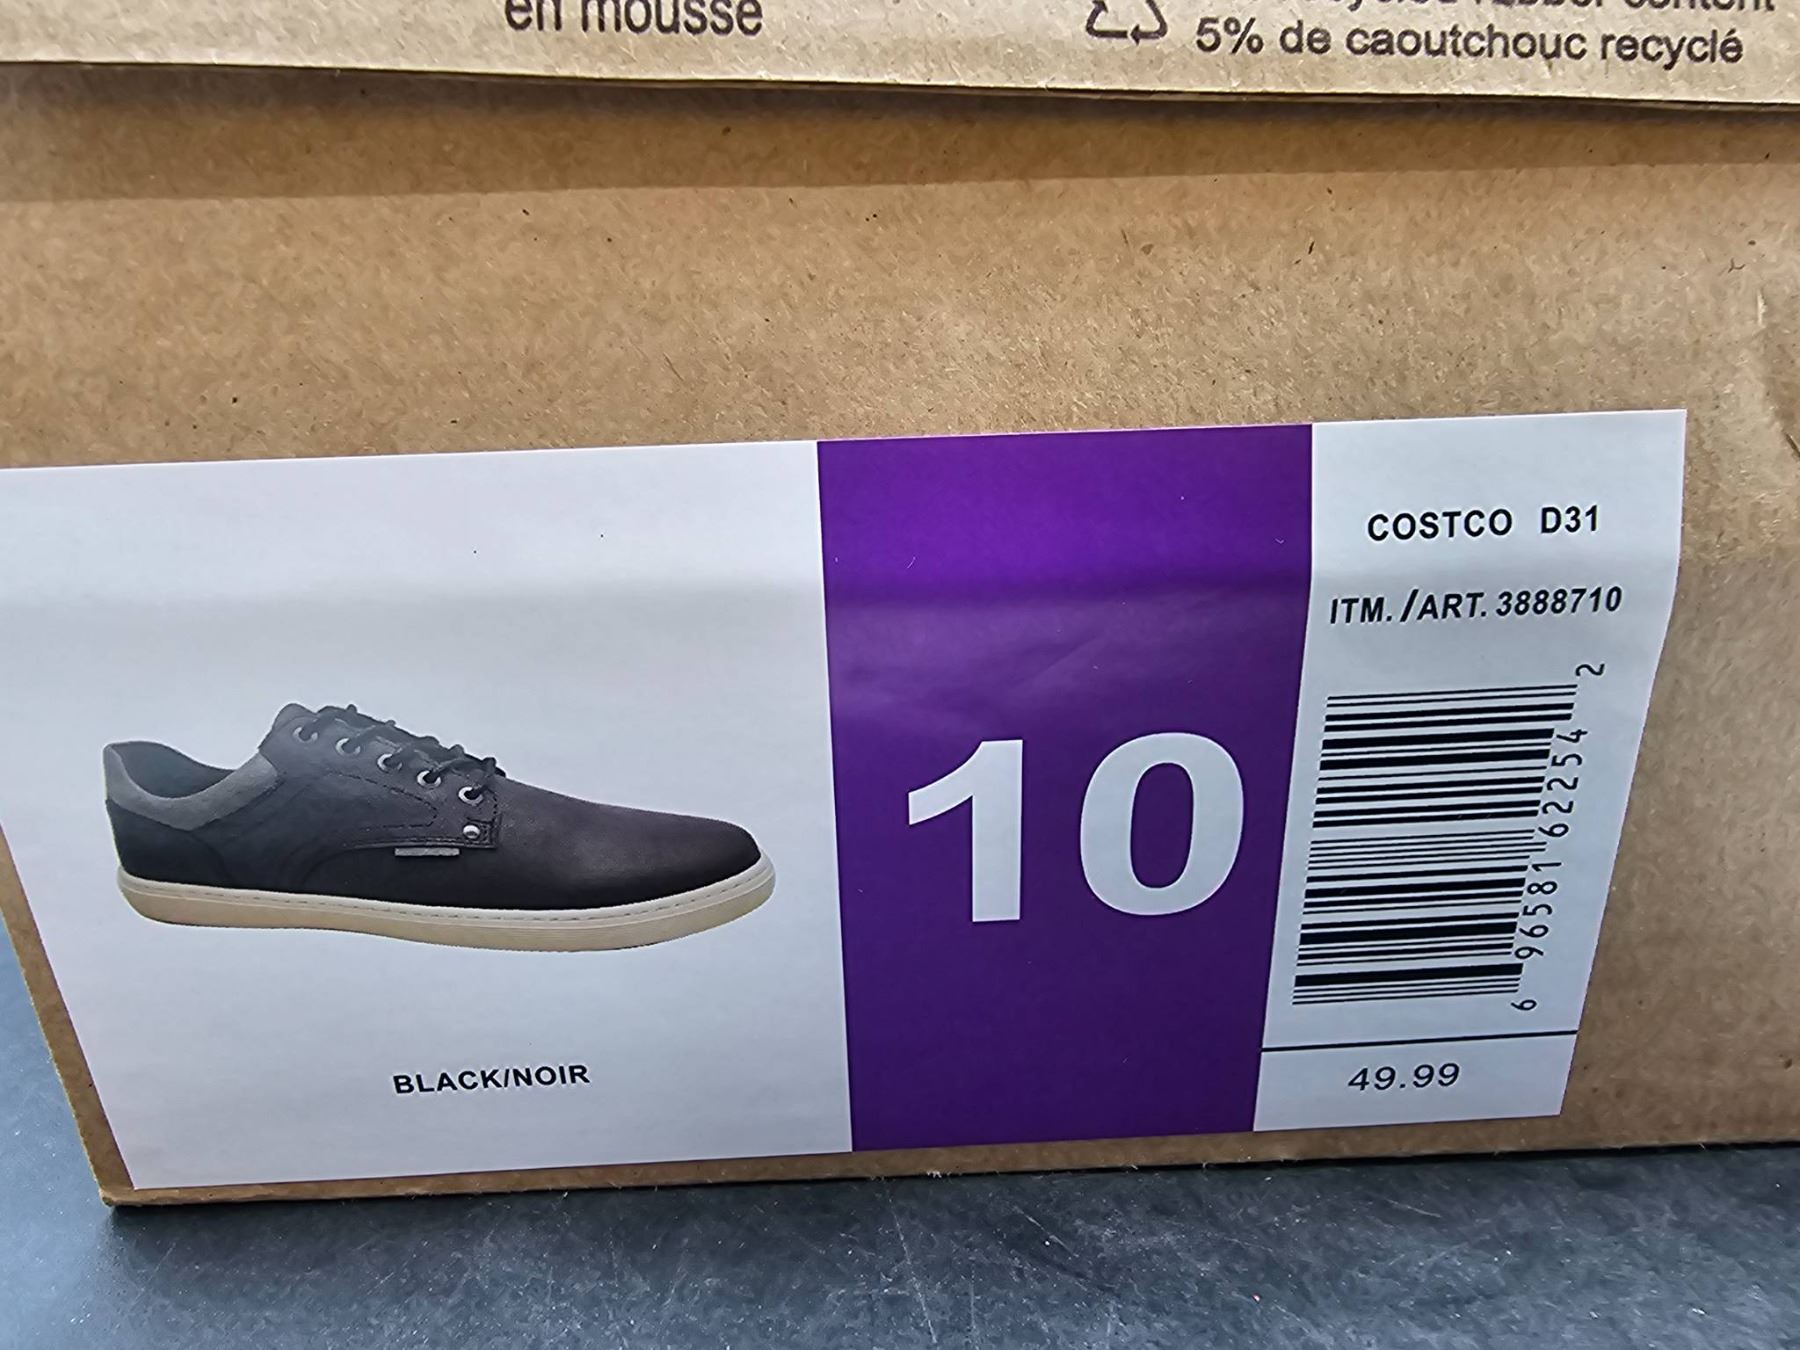 en mousse
5% de caoutchouc recyclé
COSTCO D31
ITM./ART. 3888710
6 96581 62254 2
10
BLACK/NOIR
49.99